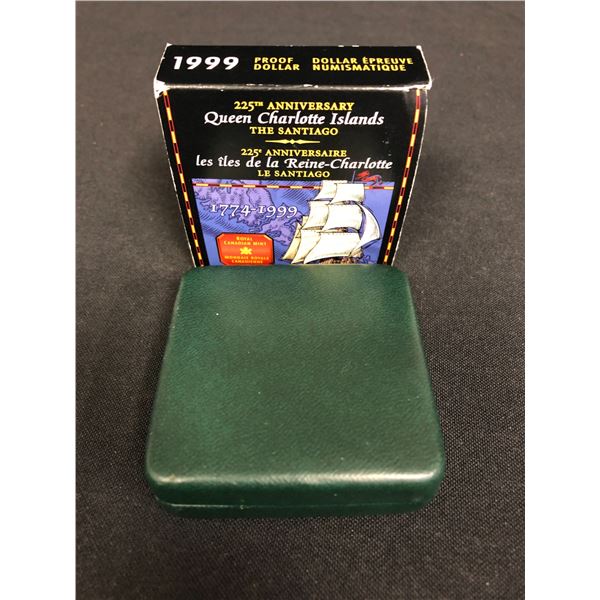 1999 PROOF DOLLAR DOLLAR ÉPREUVE NUMISMATIQUE
225TH ANNIVERSARY
Queen Charlotte Islands
THE SANTIAGO
225e ANNIVERSAIRE
les îles de la Reine-Charlotte
LE SANTIAGO
1774-1999
ROYAL
CANADIAN MINT
MONNAIE ROYALE
CANADIENNE